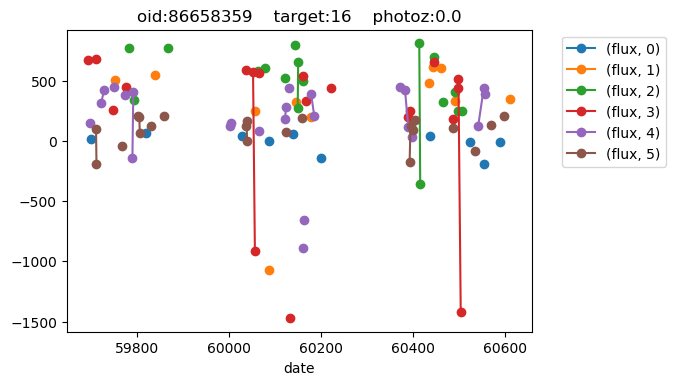 oid:86658359    target:16    photoz:0.0
500
0
−500
−1000
−1500
59800
60000
60200
60400
60600
date
(flux, 0)
(flux, 1)
(flux, 2)
(flux, 3)
(flux, 4)
(flux, 5)